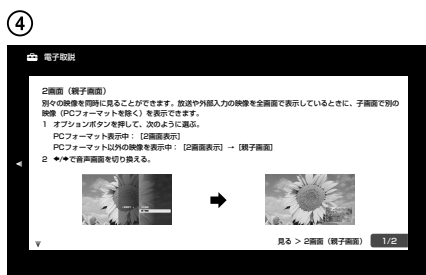 ④
電子取説
2画面（親子画面）
別々の映像を同時に見ることができます。放送や外部入力の映像を全画面で表示しているときに、子画面で別の
映像（PCフォーマットを除く）を表示できます。
1 オプションボタンを押して、次のように選ぶ。
PCフォーマット表示中：［2画面表示］
PCフォーマット以外の映像を表示中：［2画面表示］→［親子画面］
2 ✦/✦で音声画面を切り換える。
見る > 2画面（親子画面） 1/2